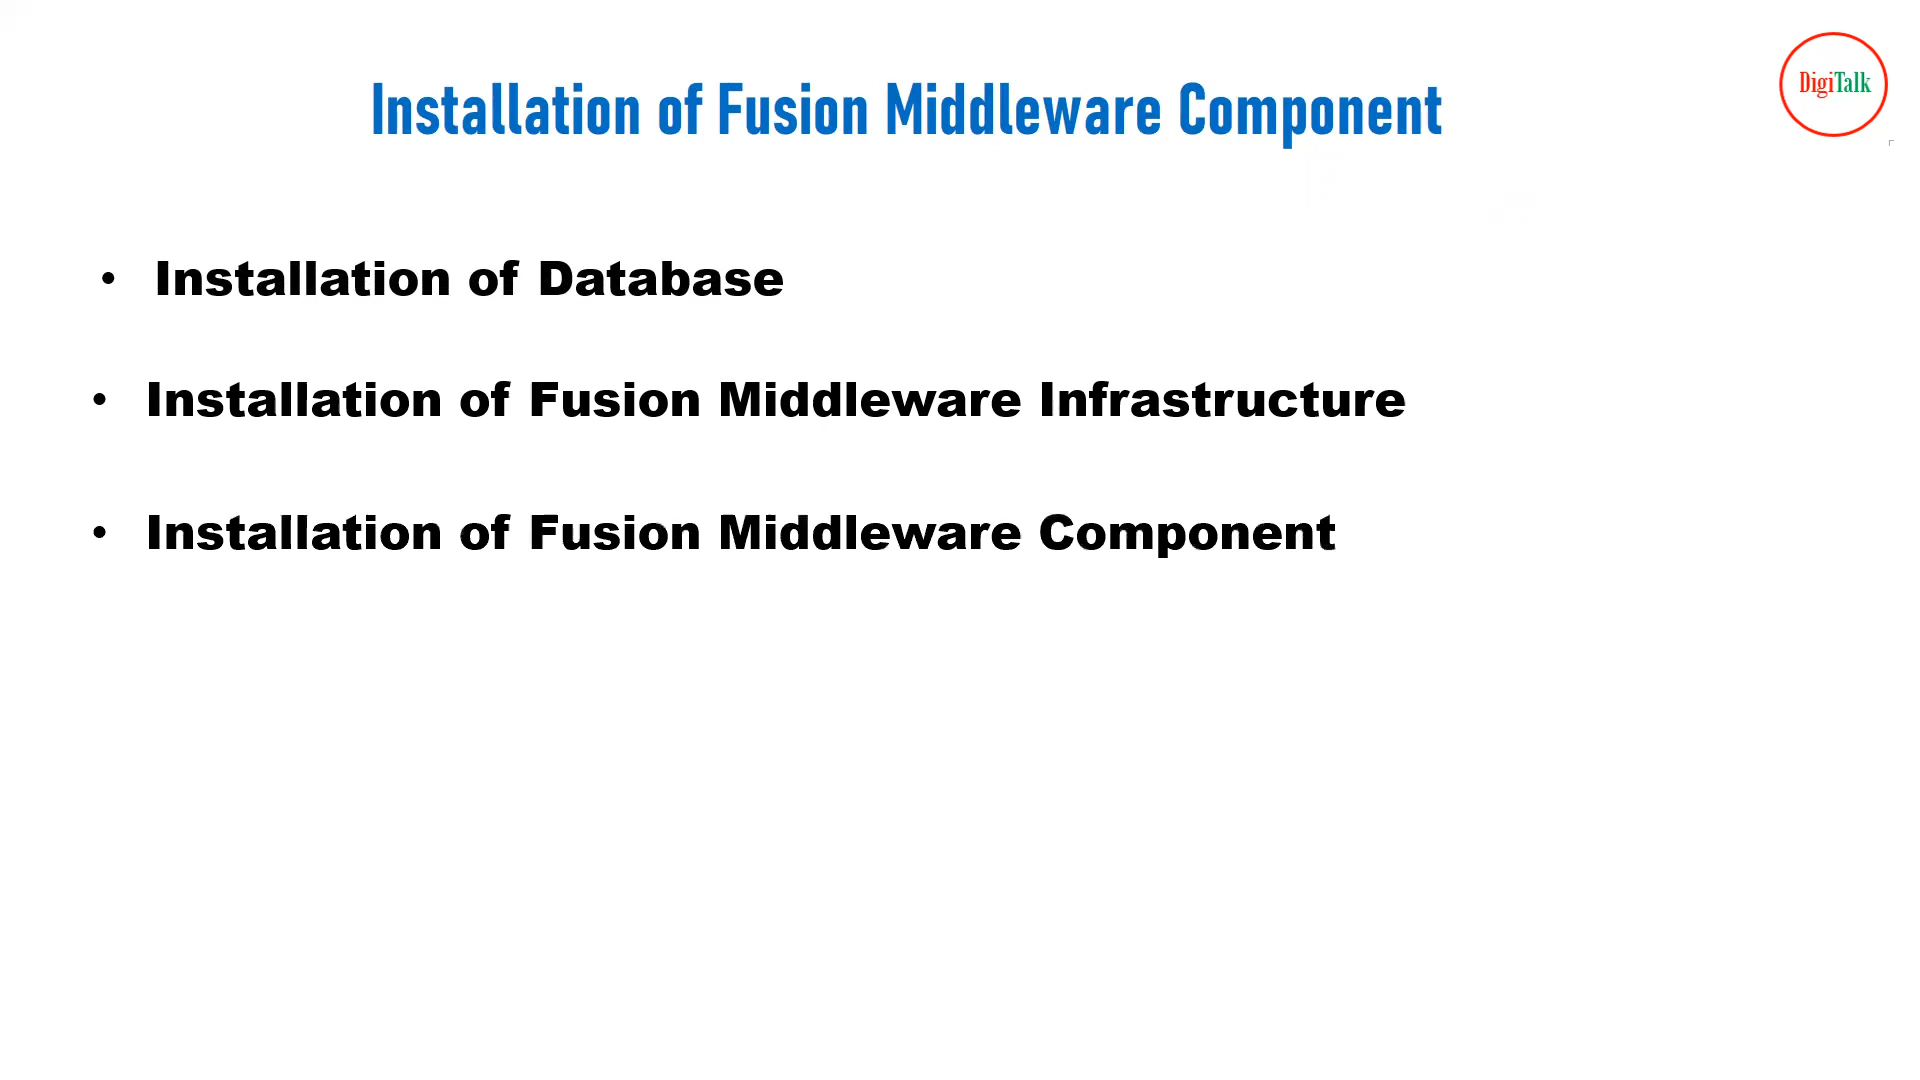 Installation of Fusion Middleware Component
DigiTalk
• Installation of Database
• Installation of Fusion Middleware Infrastructure
• Installation of Fusion Middleware Component